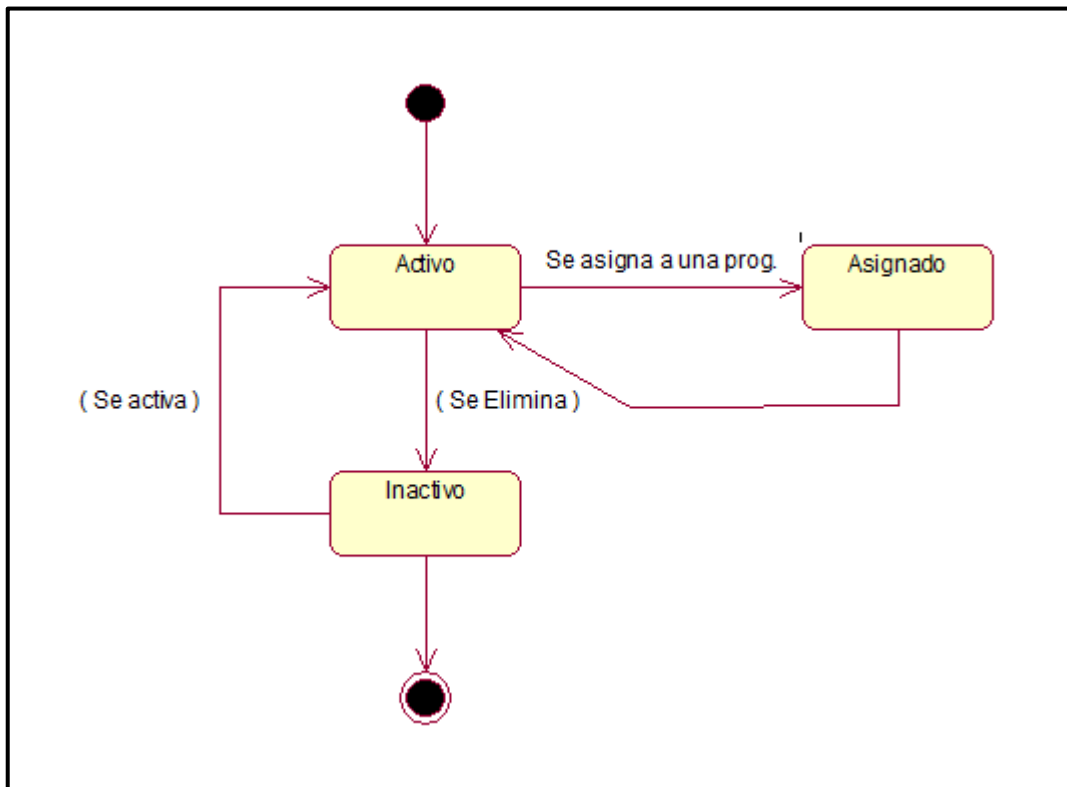 Activo
Se asigna a una prog.
Asignado
( Se activa )
( Se Elimina )
Inactivo